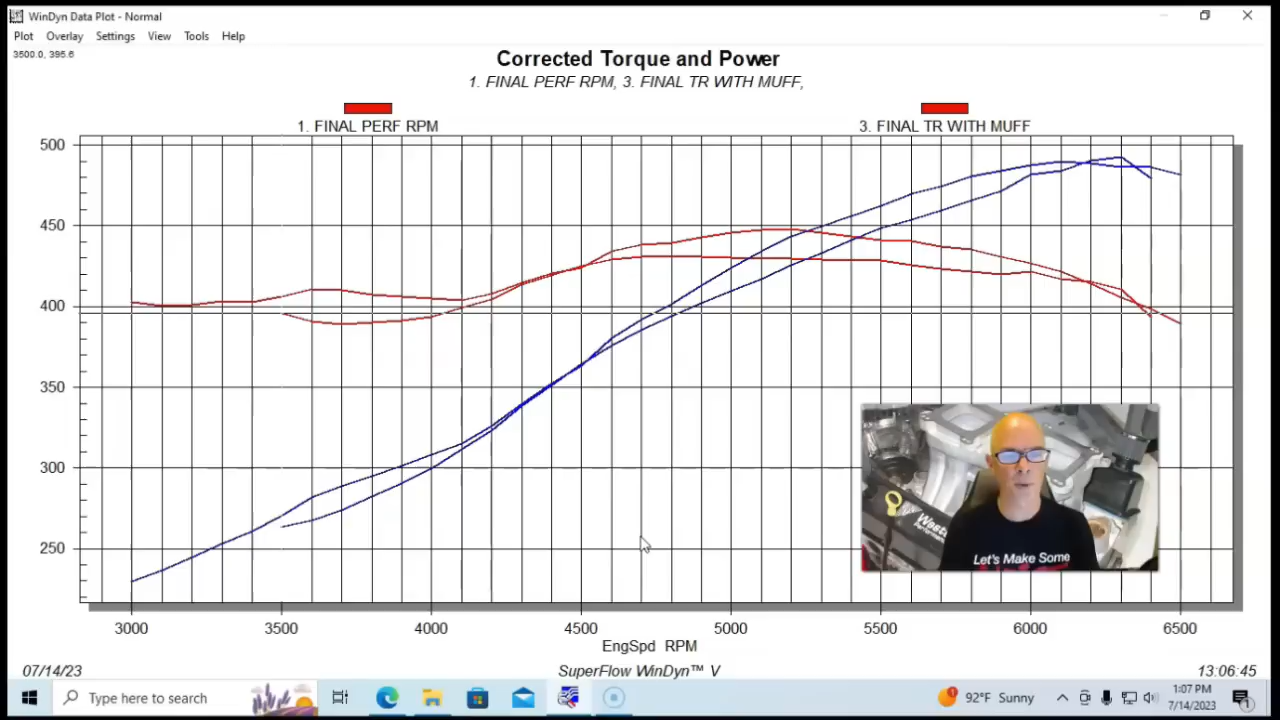 WinDyn Data Plot - Normal
Plot Overlay Settings View Tools Help
3500.0, 395.6
Corrected Torque and Power
1. FINAL PERF RPM, 3. FINAL TR WITH MUFF,
1. FINAL PERF RPM 3. FINAL TR WITH MUFF
500
450
400
350
300
250
Let's Make Some
3000 3500 4000 4500 5000 5500 6000 6500
EngSpd RPM
07/14/23 SuperFlow WinDyn™ V 13:06:45
Type here to search 92°F Sunny 1:07 PM
7/14/2023